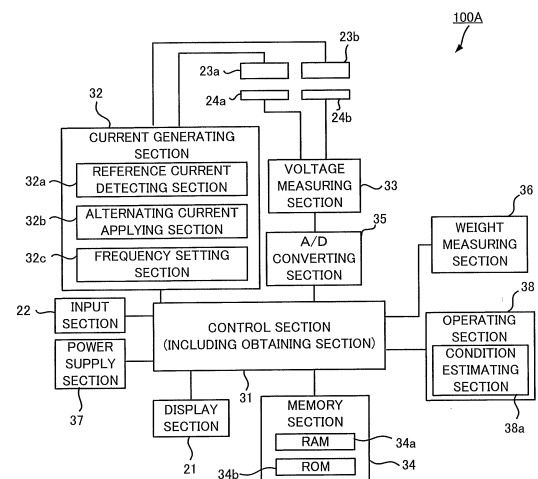 100A
23b
23a
24a
24b
32
CURRENT GENERATING
SECTION
32a
REFERENCE CURRENT
DETECTING SECTION
32b
ALTERNATING CURRENT
APPLYING SECTION
32c
FREQUENCY SETTING
SECTION
VOLTAGE
MEASURING
SECTION
33
35
A/D
CONVERTING
SECTION
36
WEIGHT
MEASURING
SECTION
22
INPUT
SECTION
CONTROL SECTION
(INCLUDING OBTAINING SECTION)
31
38
OPERATING
SECTION
CONDITION
ESTIMATING
SECTION
38a
POWER
SUPPLY
SECTION
37
DISPLAY
SECTION
21
MEMORY
SECTION
RAM
34a
ROM
34b
34